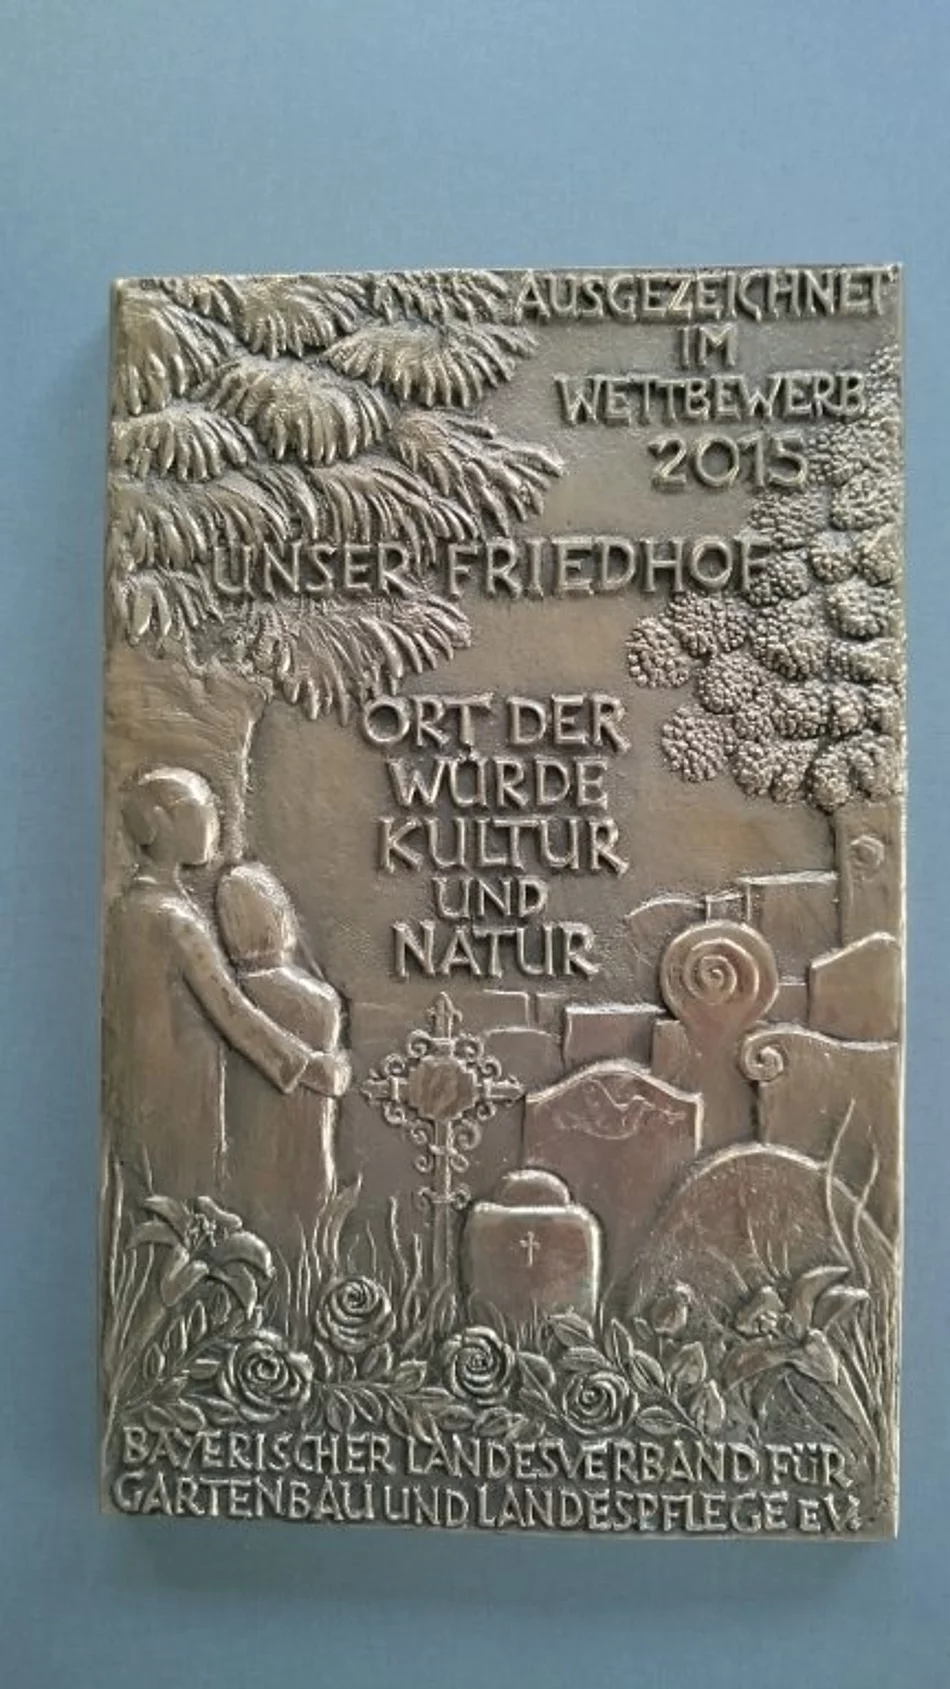 AUSGEZEICHNET
IM
WETTBEWERB
2015
UNSER FRIEDHOF
ORT DER
WÜRDE
KULTUR
UND
NATUR
BAYERISCHER LANDESVERBAND FÜR
GARTENBAU UND LANDESPFLEGE E.V.